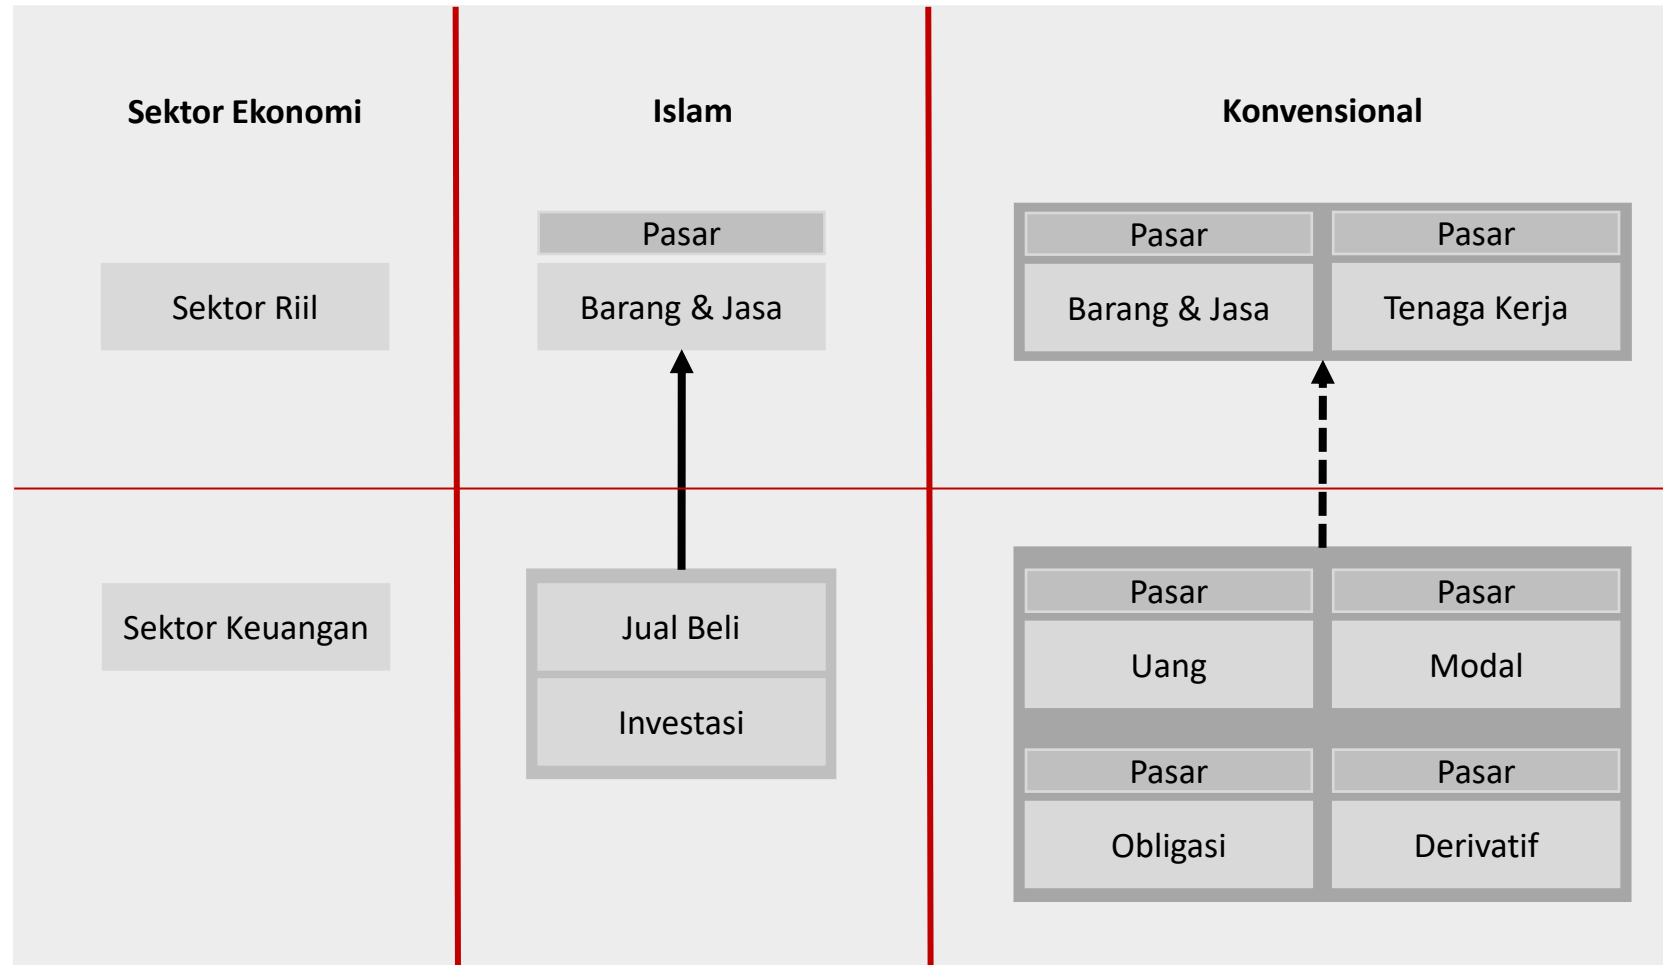 Sektor Ekonomi
Islam
Konvensional
Sektor Riil
Pasar
Barang & Jasa
Pasar
Barang & Jasa
Pasar
Tenaga Kerja
Sektor Keuangan
Jual Beli
Investasi
Pasar
Uang
Pasar
Modal
Pasar
Obligasi
Pasar
Derivatif